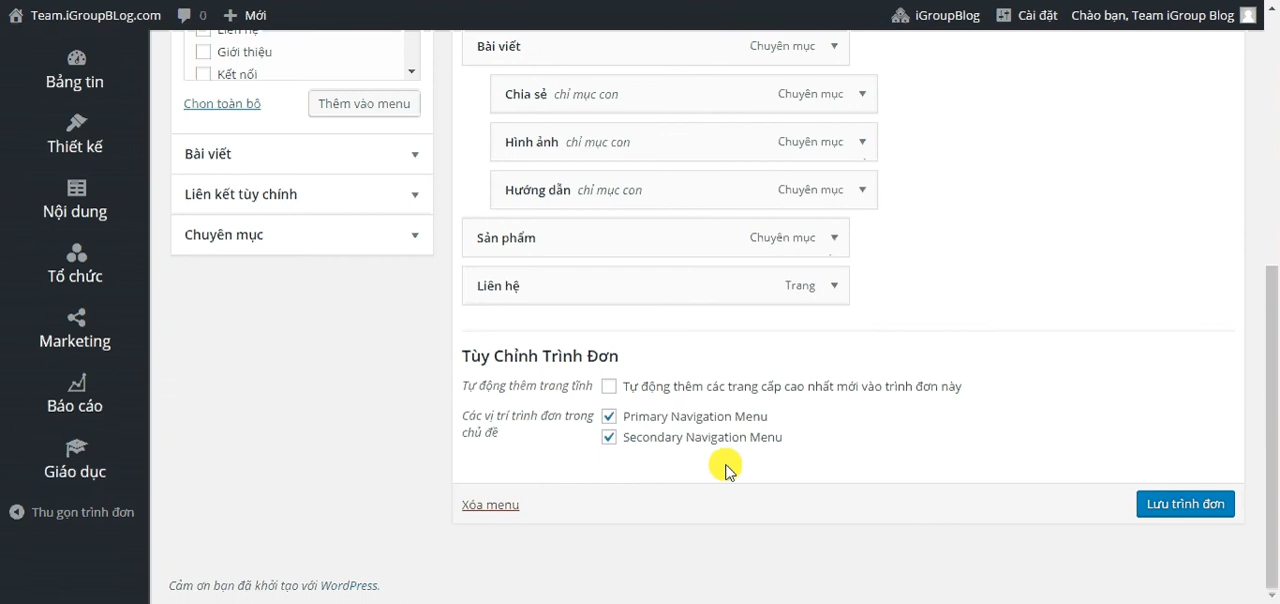 Team.iGroupBLog.com 0 Mới iGroupBlog Cài đặt Chào bạn, Team iGroup Blog
Bảng tin
Thiết kế
Nội dung
Tổ chức
Marketing
Báo cáo
Giáo dục
Thu gọn trình đơn
Liên hệ
Giới thiệu
Kết nối
Chọn toàn bộ Thêm vào menu
Bài viết
Liên kết tùy chỉnh
Chuyên mục
Bài viết Chuyên mục
Chia sẻ chỉ mục con Chuyên mục
Hình ảnh chỉ mục con Chuyên mục
Hướng dẫn chỉ mục con Chuyên mục
Sản phẩm Chuyên mục
Liên hệ Trang
Tùy Chỉnh Trình Đơn
Tự động thêm trang tĩnh Tự động thêm các trang cấp cao nhất mới vào trình đơn này
Các vị trí trình đơn trong Primary Navigation Menu
chủ đề Secondary Navigation Menu
Xóa menu Lưu trình đơn
Cảm ơn bạn đã khởi tạo với WordPress.